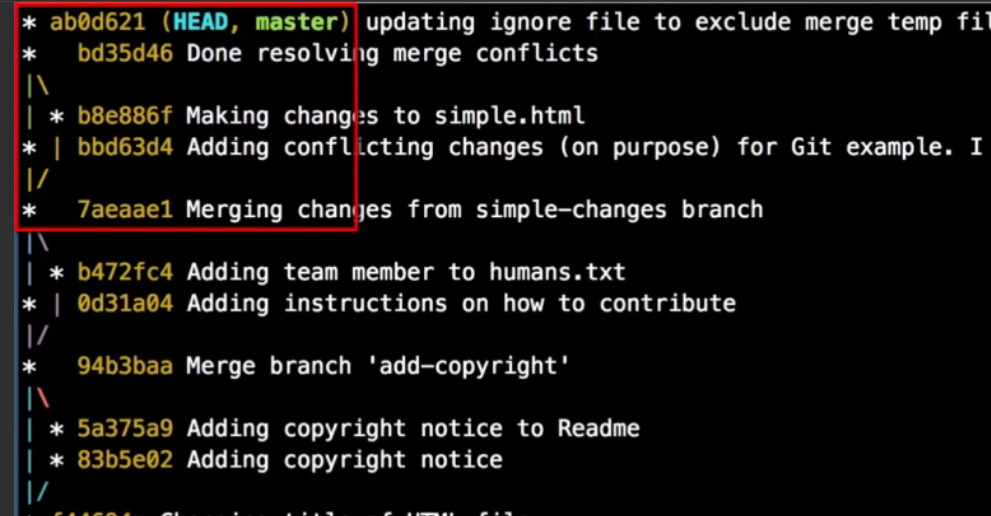 * ab0d621 (HEAD, master) updating ignore file to exclude merge temp
* bd35d46 Done resolving merge conflicts
|\
| * b8e886f Making changes to simple.html
* | bbd63d4 Adding conflicting changes (on purpose) for Git example. I
|/
* 7aeaae1 Merging changes from simple-changes branch
|\
| * b472fc4 Adding team member to humans.txt
* | 0d31a04 Adding instructions on how to contribute
|/
* 94b3baa Merge branch 'add-copyright'
|\
| * 5a375a9 Adding copyright notice to Readme
| * 83b5e02 Adding copyright notice
|/